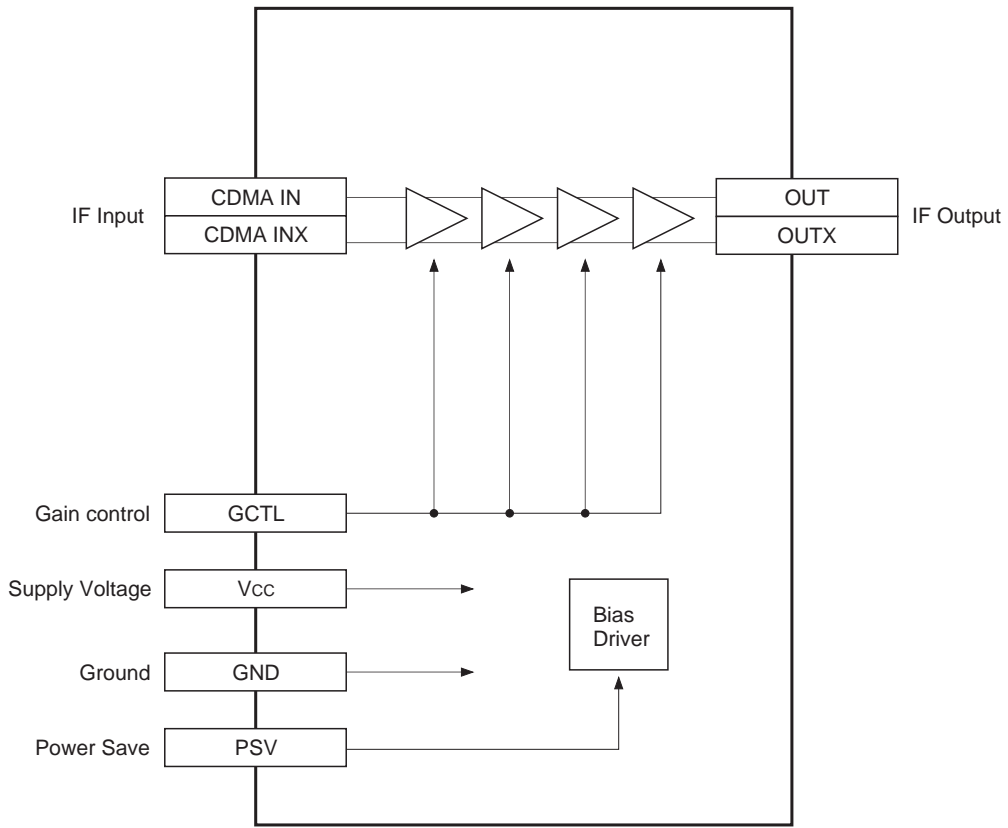 IF Input
CDMA IN
CDMA INX
OUT
OUTX
IF Output
Gain control
GCTL
Supply Voltage
VCC
Bias
Driver
Ground
GND
Power Save
PSV